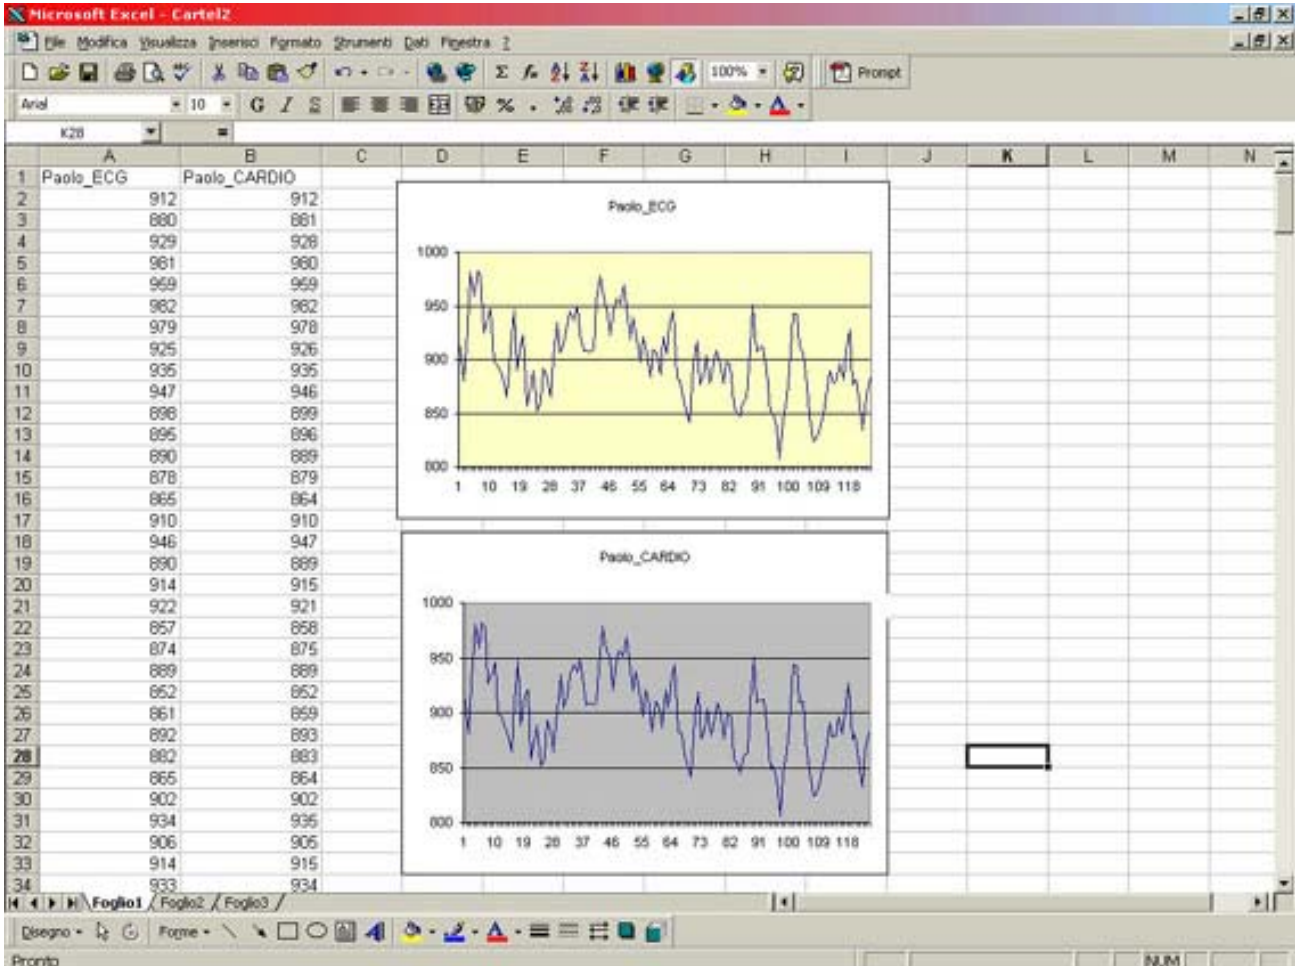 Microsoft Excel - Cartel2
File Modifica Visualizza Inserisci Formato Strumenti Dati Finestra ?
100% Prompt
Arial 10 G I S %
K28 =
A B C D E F G H I J K L M N
1 Paolo_ECG Paolo_CARDIO
2 912 912
3 880 881
4 929 928
5 981 980
6 959 959
7 982 982
8 979 978
9 925 926
10 935 935
11 947 946
12 898 899
13 895 896
14 890 889
15 878 879
16 865 864
17 910 910
18 946 947
19 890 889
20 914 915
21 922 921
22 857 858
23 874 875
24 889 889
25 852 852
26 861 859
27 892 893
28 882 883
29 865 864
30 902 902
31 934 935
32 906 905
33 914 915
34 933 934
Paolo_ECG
1000
950
900
850
800
1 10 19 28 37 46 55 64 73 82 91 100 109 118
Paolo_CARDIO
1000
950
900
850
800
1 10 19 28 37 46 55 64 73 82 91 100 109 118
Foglio1 Foglio2 Foglio3
Disegno Forme
Pronto NUM